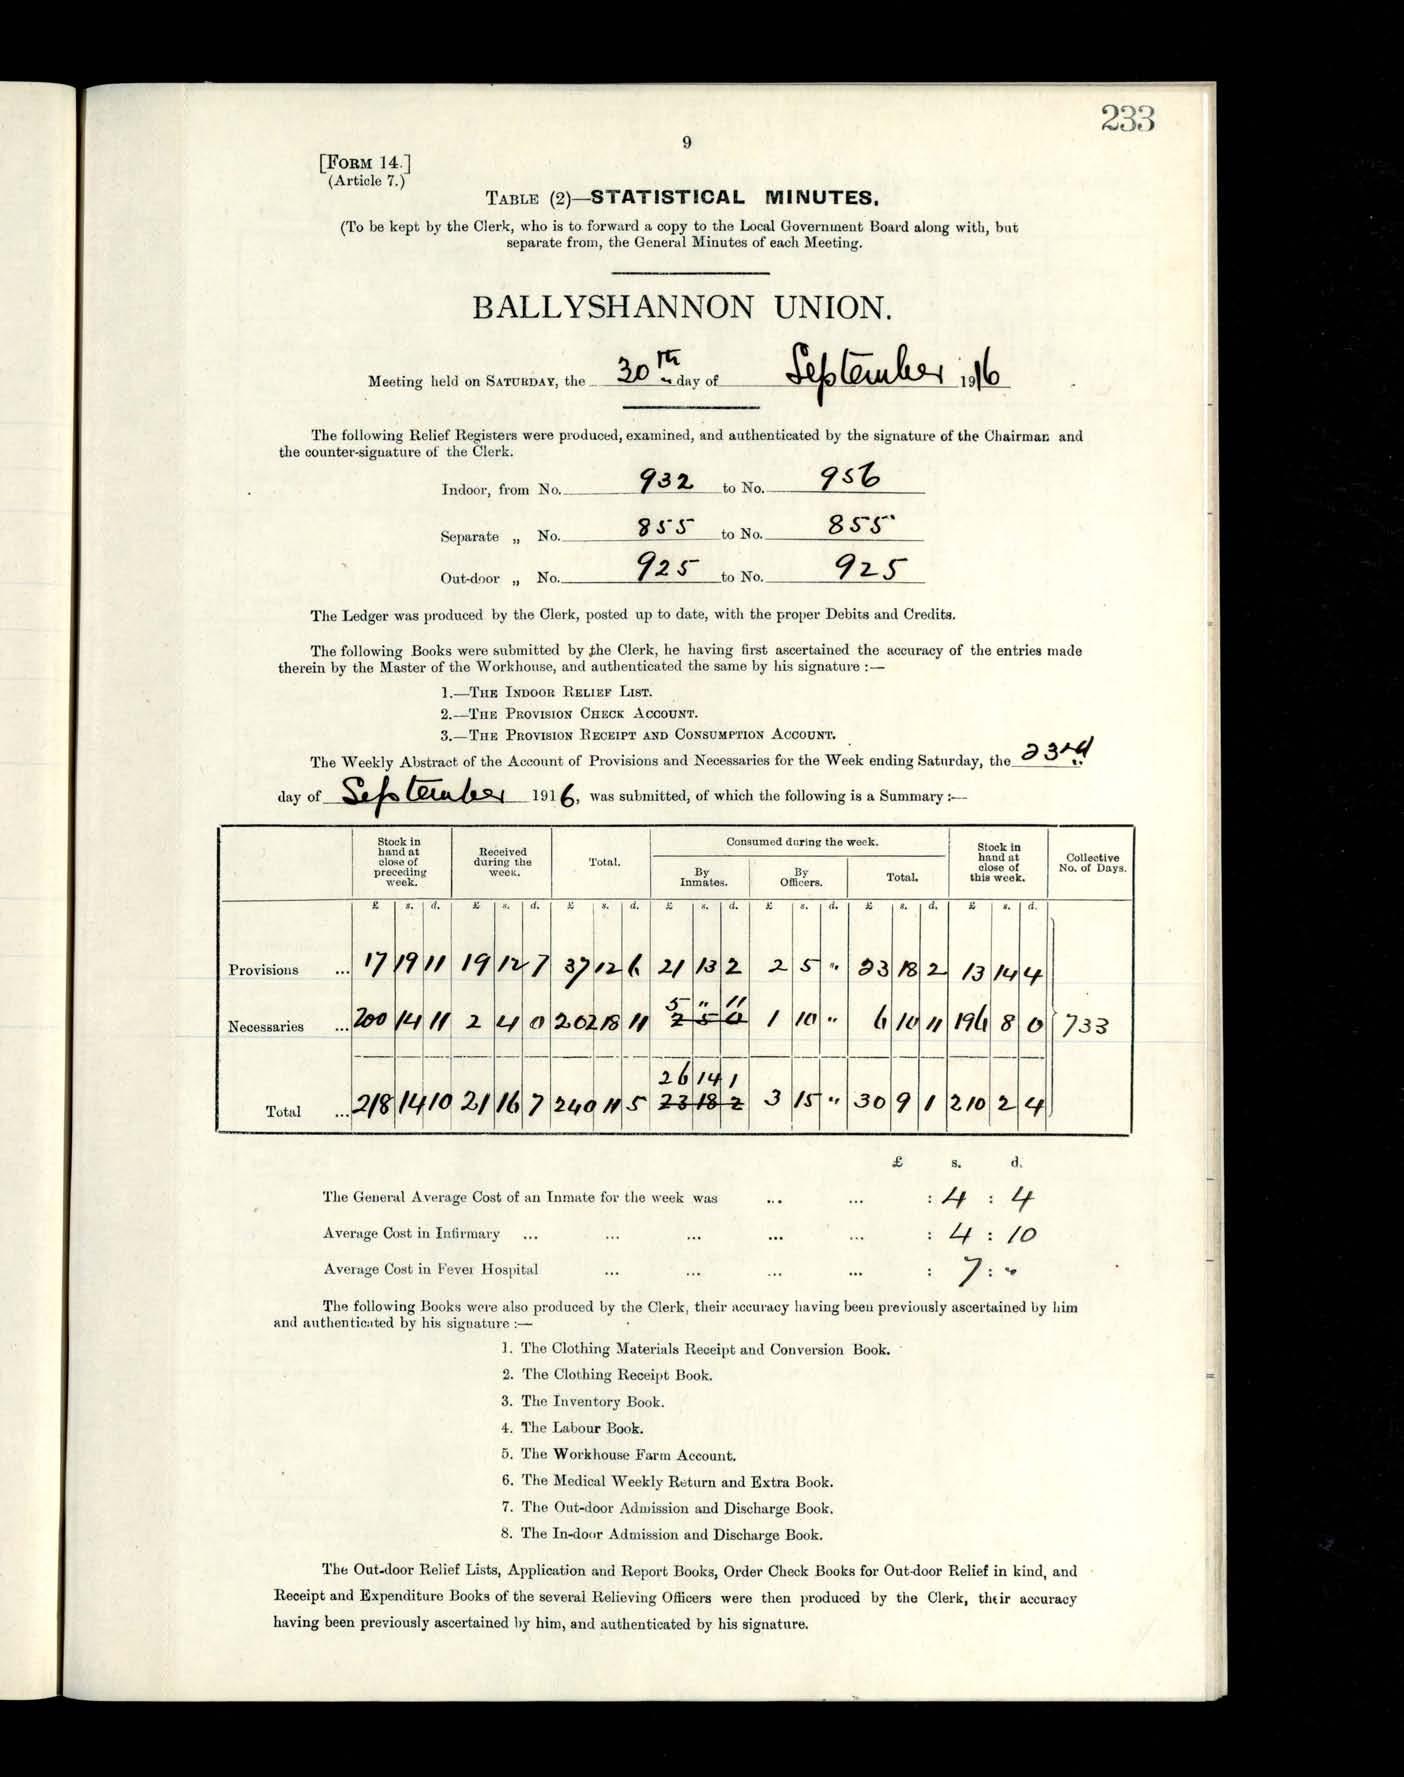 233
9
[FORM 14.]
(Article 7.)
TABLE (2)—STATISTICAL MINUTES.
(To be kept by the Clerk, who is to forward a copy to the Local Government Board along with, but
separate from, the General Minutes of each Meeting.
BALLYSHANNON UNION.
Meeting held on SATURDAY, the 30th day of September 1916
The following Relief Registers were produced, examined, and authenticated by the signature of the Chairman and
the counter-signature of the Clerk.
Indoor, from No. 932 to No. 956
Separate „ No. 855 to No. 855
Out-door „ No. 925 to No. 925
The Ledger was produced by the Clerk, posted up to date, with the proper Debits and Credits.
The following Books were submitted by the Clerk, he having first ascertained the accuracy of the entries made
therein by the Master of the Workhouse, and authenticated the same by his signature :—
1.—THE INDOOR RELIEF LIST.
2.—THE PROVISION CHECK ACCOUNT.
3.—THE PROVISION RECEIPT AND CONSUMPTION ACCOUNT.
The Weekly Abstract of the Account of Provisions and Necessaries for the Week ending Saturday, the 23rd
day of September 1916, was submitted, of which the following is a Summary :—
Stock in hand at close of preceding week. Received during the week. Total. Consumed during the week. By Inmates. By Officers. Total. Stock in hand at close of this week. Collective No. of Days.
£ s. d. £ s. d. £ s. d. £ s. d. £ s. d. £ s. d. £ s. d.
Provisions ... 17 19 11 19 12 7 37 12 6 21 13 2 2 5 " 23 18 2 13 14 4
5 " 11
Necessaries ... 200 14 11 2 4 0 202 18 11 2 5 0 1 10 " 6 10 11 196 8 0 733
26 14 1
Total ... 218 14 10 21 16 7 240 11 5 23 18 2 3 15 " 30 9 1 210 2 4
£ s. d.
The General Average Cost of an Inmate for the week was ... ... : 4 : 4
Average Cost in Infirmary ... ... ... ... ... : 4 : 10
Average Cost in Fever Hospital ... ... ... ... : 7 : "
The following Books were also produced by the Clerk, their accuracy having been previously ascertained by him
and authenticated by his signature :—
1. The Clothing Materials Receipt and Conversion Book.
2. The Clothing Receipt Book.
3. The Inventory Book.
4. The Labour Book.
5. The Workhouse Farm Account.
6. The Medical Weekly Return and Extra Book.
7. The Out-door Admission and Discharge Book.
8. The In-door Admission and Discharge Book.
The Out-door Relief Lists, Application and Report Books, Order Check Books for Out-door Relief in kind, and
Receipt and Expenditure Books of the several Relieving Officers were then produced by the Clerk, their accuracy
having been previously ascertained by him, and authenticated by his signature.